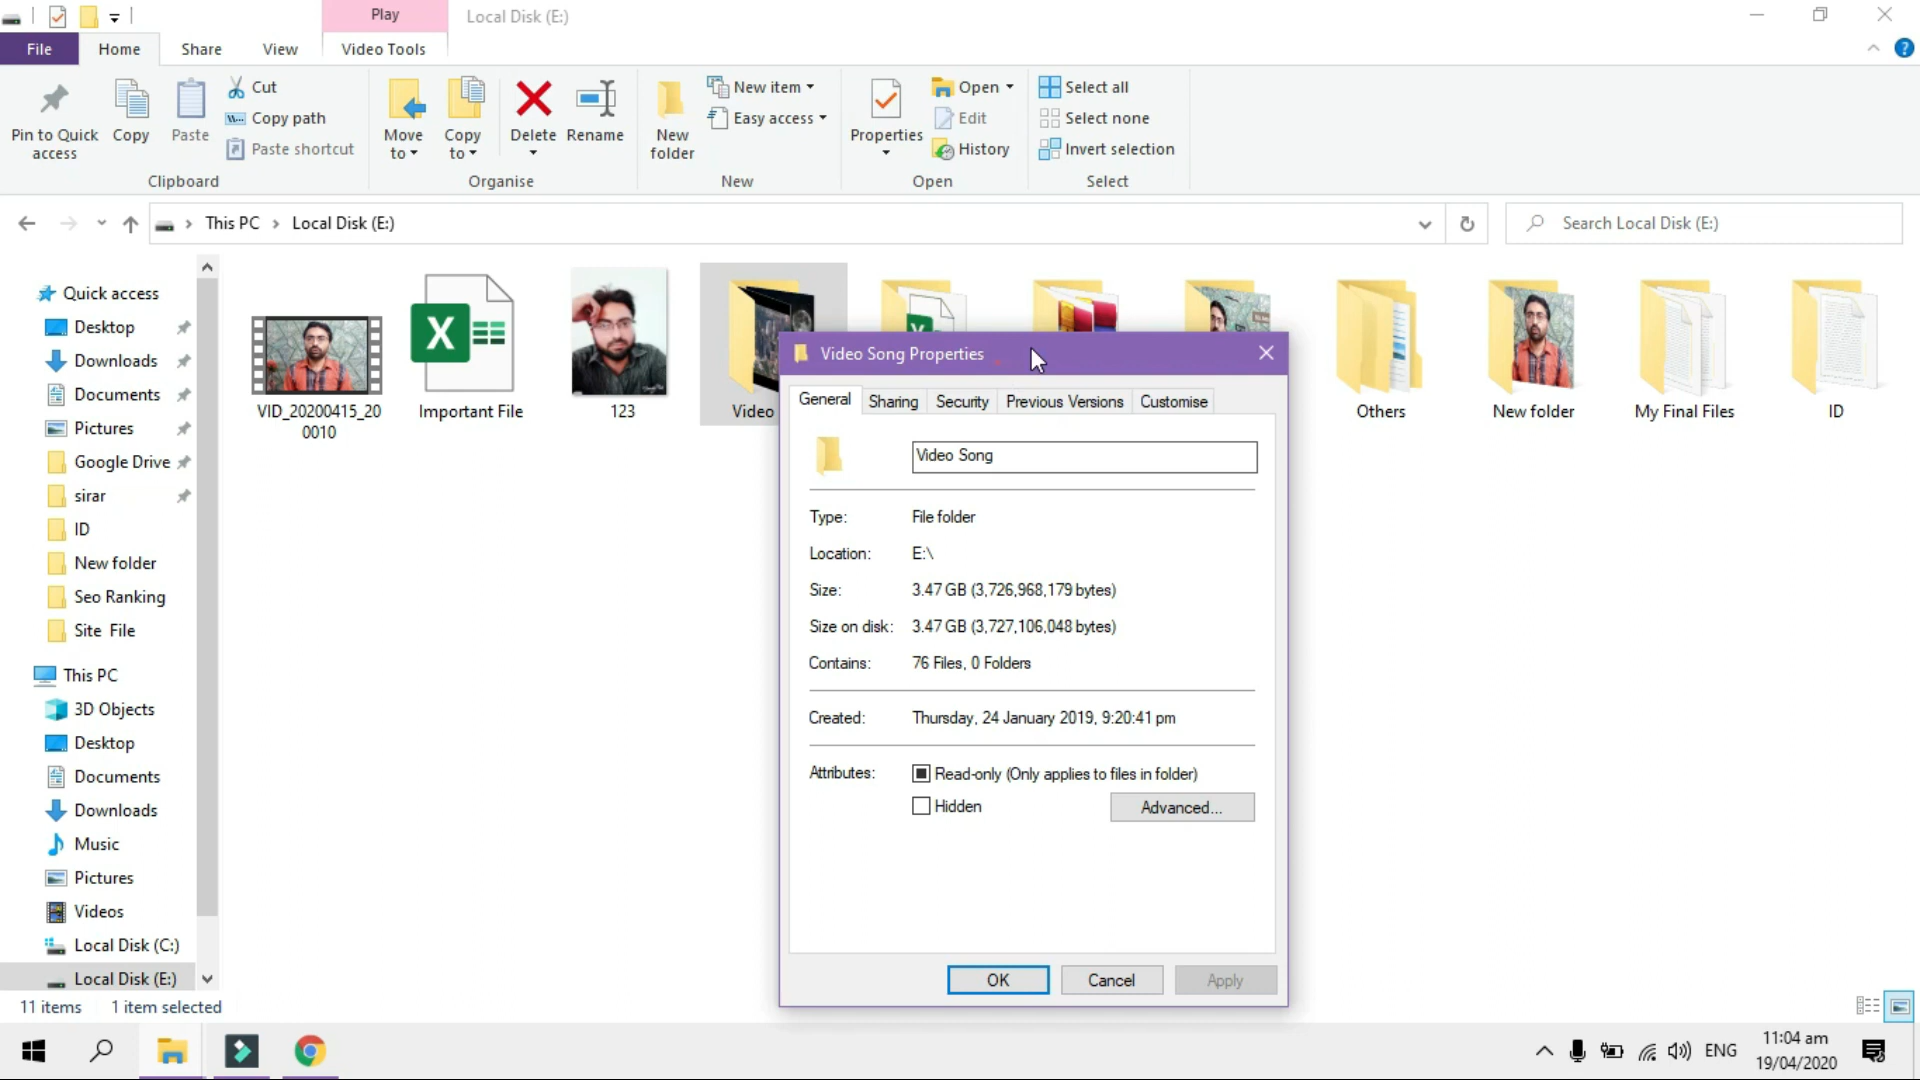 Play
Local Disk (E:)
File
Home
Share
View
Video Tools
Pin to Quick access
Copy
Paste
Cut
Copy path
Paste shortcut
Clipboard
Move to
Copy to
Delete
Rename
Organise
New folder
New item
Easy access
New
Properties
Open
Edit
History
Open
Select all
Select none
Invert selection
Select
This PC
Local Disk (E:)
Search Local Disk (E:)
Quick access
Desktop
Downloads
Documents
Pictures
Google Drive
sirar
ID
New folder
Seo Ranking
Site File
This PC
3D Objects
Desktop
Documents
Downloads
Music
Pictures
Videos
Local Disk (C:)
Local Disk (E:)
VID_20200415_20
0010
Important File
123
Video
Others
New folder
My Final Files
ID
Video Song Properties
General
Sharing
Security
Previous Versions
Customise
Video Song
Type: File folder
Location: E:\
Size: 3.47 GB (3,726,968,179 bytes)
Size on disk: 3.47 GB (3,727,106,048 bytes)
Contains: 76 Files, 0 Folders
Created: Thursday, 24 January 2019, 9:20:41 pm
Attributes: Read-only (Only applies to files in folder)
Hidden
Advanced...
OK
Cancel
Apply
11 items
1 item selected
ENG
11:04 am
19/04/2020